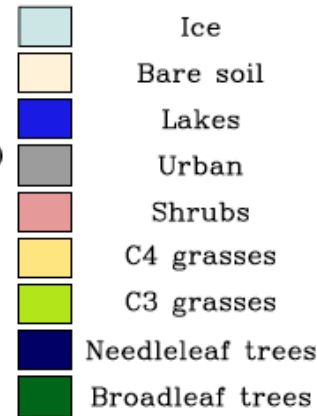 Ice
Bare soil
Lakes
Urban
Shrubs
C4 grasses
C3 grasses
Needleleaf trees
Broadleaf trees